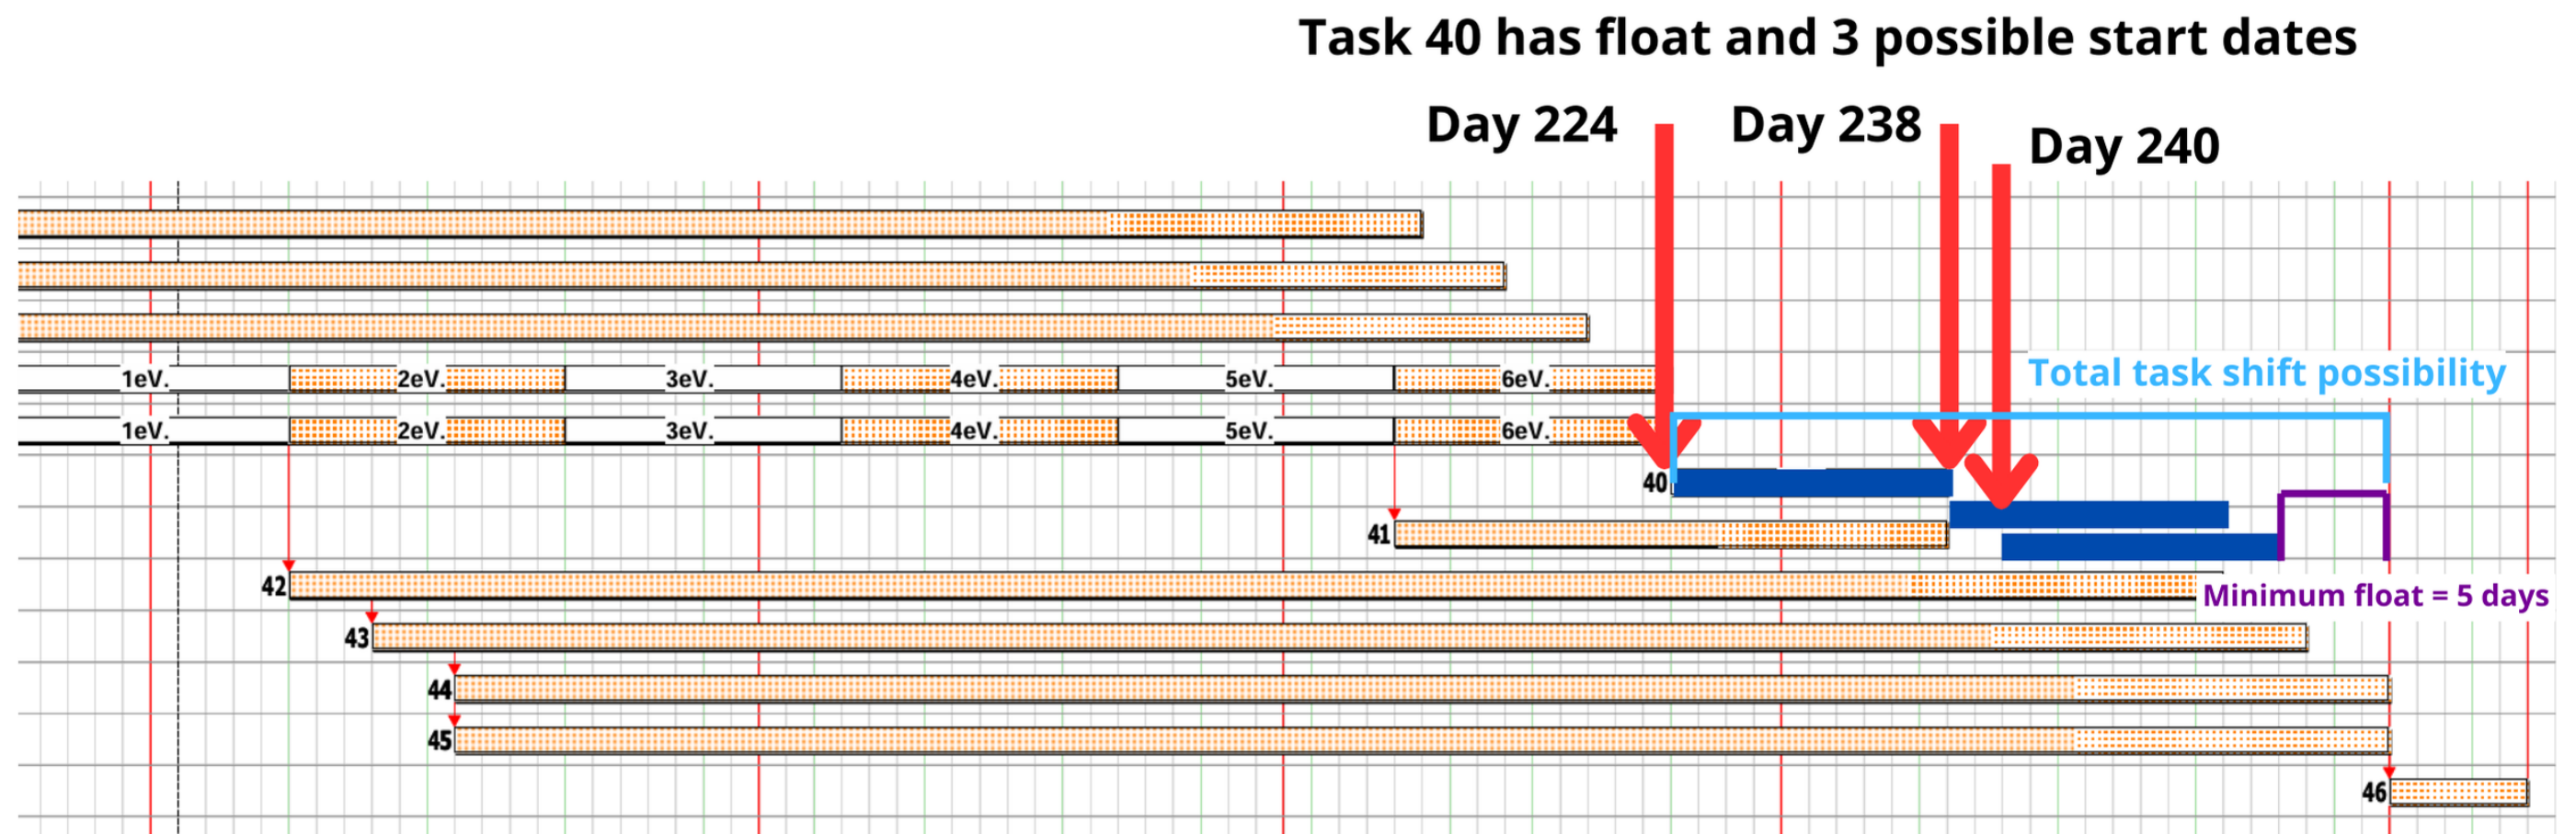 Task 40 has float and 3 possible start dates
Day 224
Day 238
Day 240
Total task shift possibility
1eV. 2eV. 3eV. 4eV. 5eV. 6eV.
1eV. 2eV. 3eV. 4eV. 5eV. 6eV.
40
41
42
Minimum float = 5 days
43
44
45
46